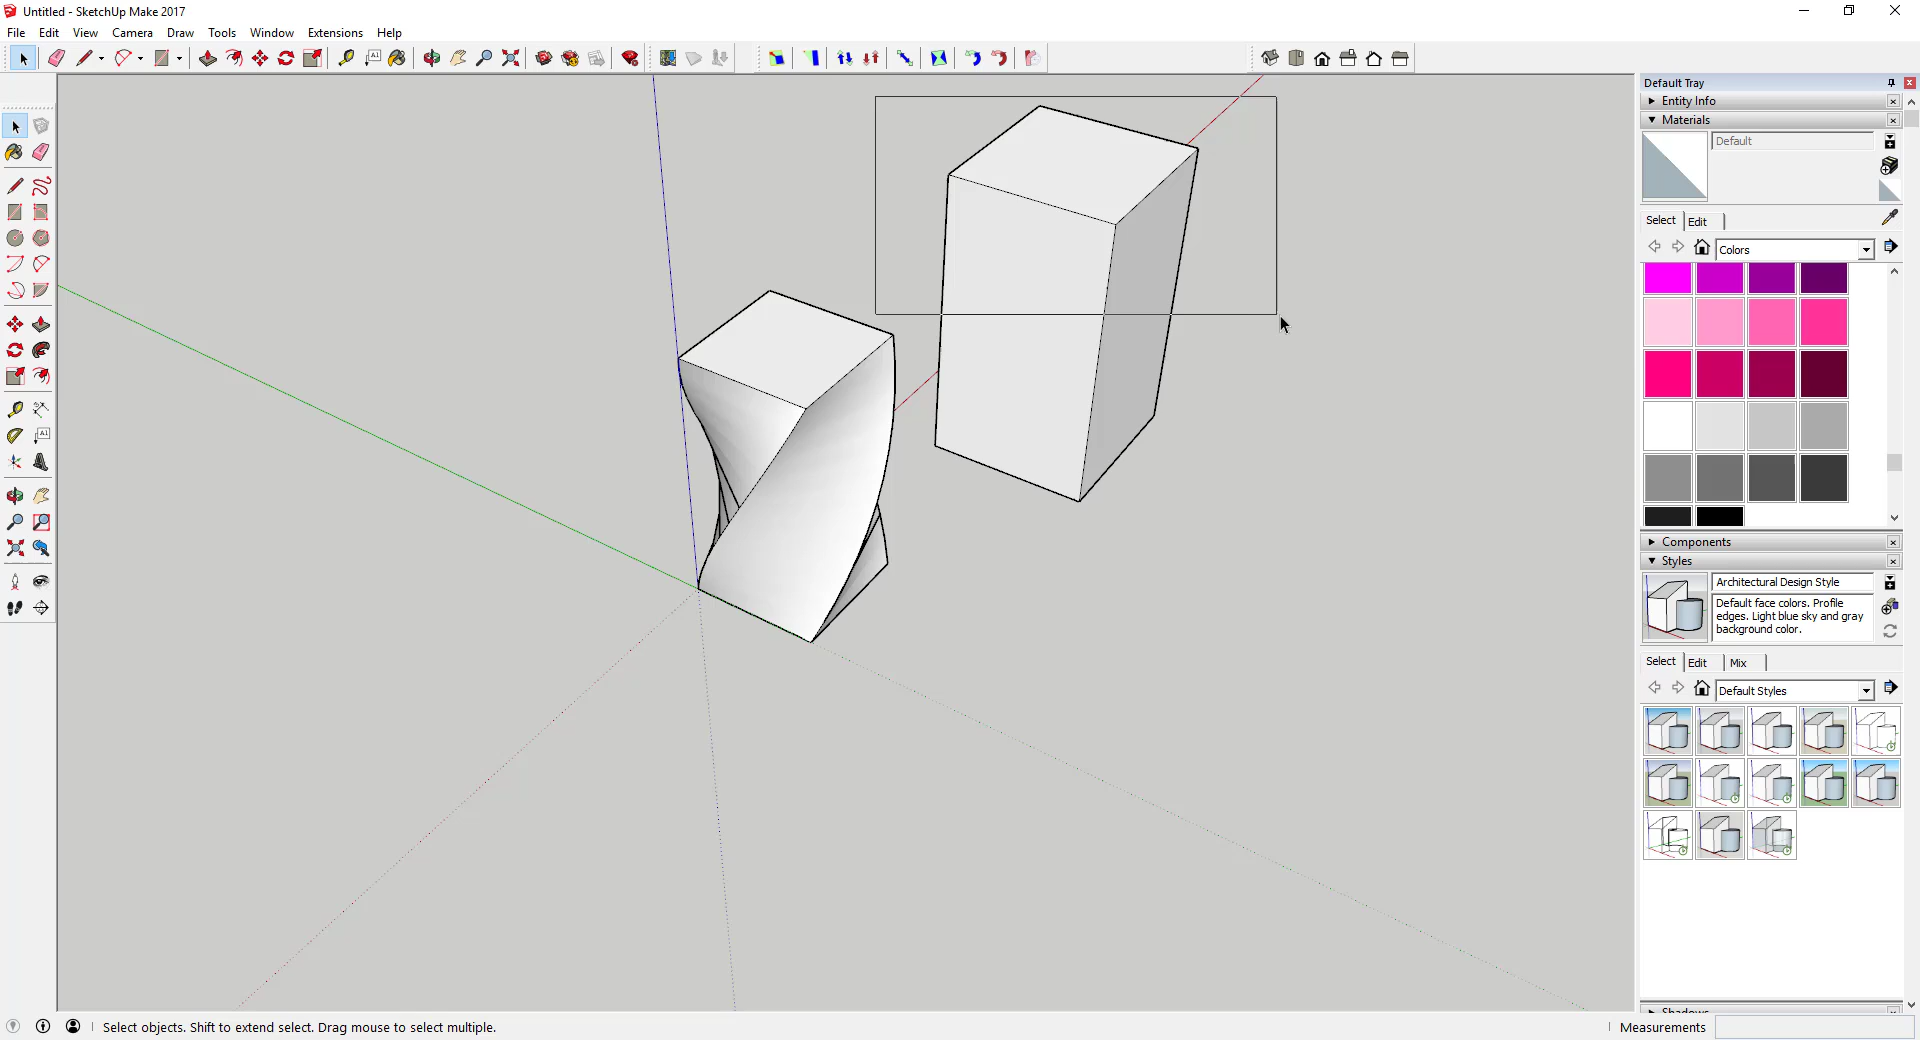 Untitled - SketchUp Make 2017
File Edit View Camera Draw Tools Window Extensions Help
Default Tray
Entity Info
Materials
Default
Select Edit
Colors
Components
Styles
Architectural Design Style
Default face colors. Profile
edges. Light blue sky and gray
background color.
Select Edit Mix
Default Styles
Shadows
Select objects. Shift to extend select. Drag mouse to select multiple.
Measurements